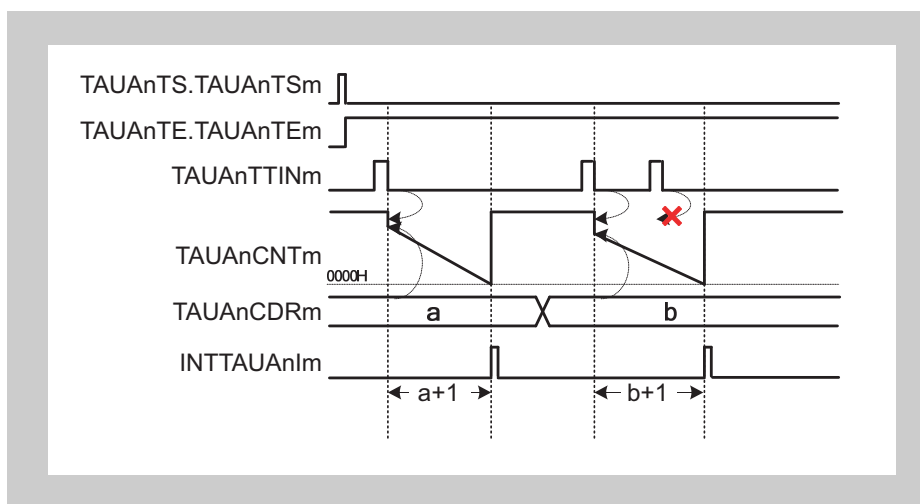 TAUAnTS.TAUAnTSm
TAUAnTE.TAUAnTEm
TAUAnTTINm
TAUAnCNTm
0000H
TAUAnCDRm
a
b
INTTAUAnIm
a+1
b+1